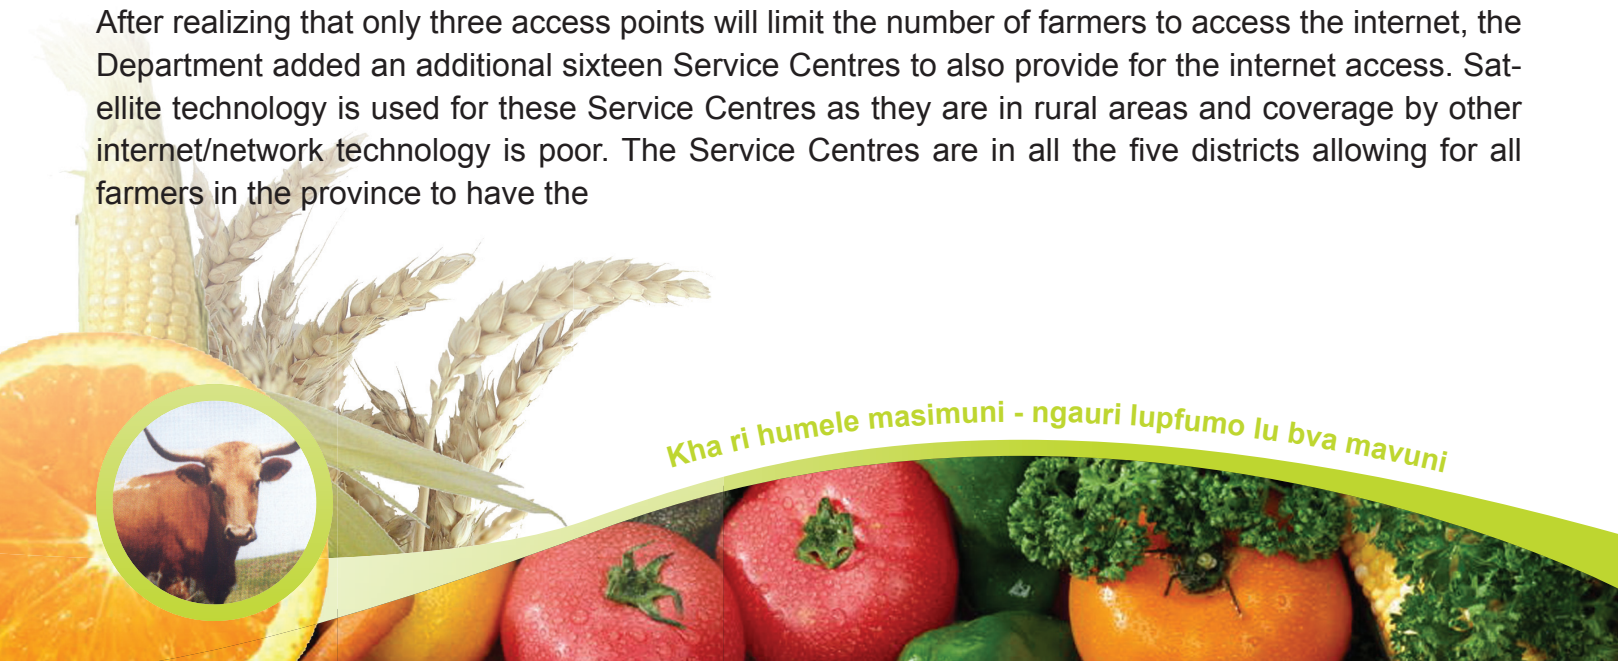 After realizing that only three access points will limit the number of farmers to access the internet, the
Department added an additional sixteen Service Centres to also provide for the internet access. Sat-
ellite technology is used for these Service Centres as they are in rural areas and coverage by other
internet/network technology is poor. The Service Centres are in all the five districts allowing for all
farmers in the province to have the
Kha ri humele masimuni - ngauri lupfumo lu bva mavuni